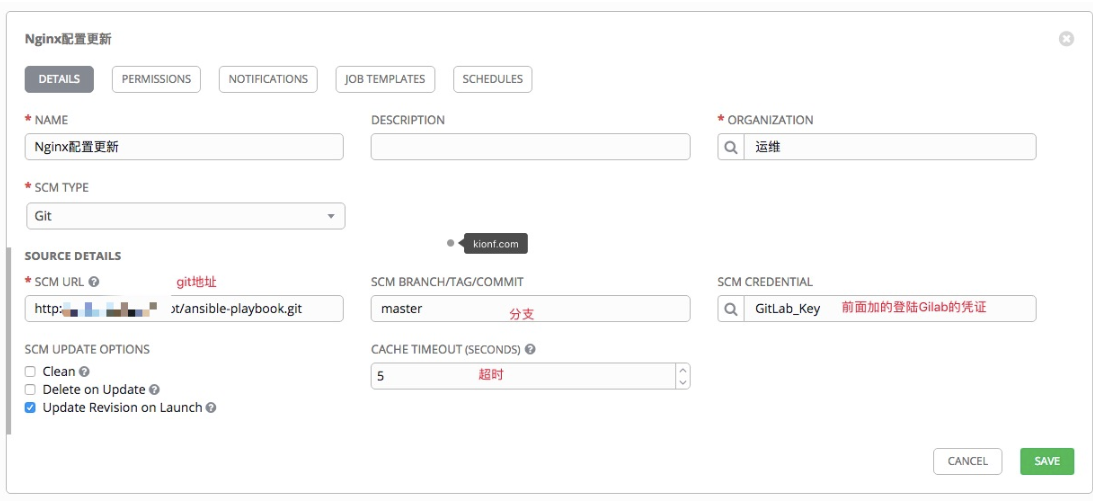 Nginx配置更新
DETAILS PERMISSIONS NOTIFICATIONS JOB TEMPLATES SCHEDULES
* NAME DESCRIPTION * ORGANIZATION
Nginx配置更新 运维
* SCM TYPE
Git
kionf.com
SOURCE DETAILS
* SCM URL ? git地址 SCM BRANCH/TAG/COMMIT SCM CREDENTIAL
http: ot/ansible-playbook.git master 分支 GitLab_Key 前面加的登陆Gilab的凭证
SCM UPDATE OPTIONS CACHE TIMEOUT (SECONDS) ?
Clean ?
5 超时
Delete on Update ?
Update Revision on Launch ?
CANCEL SAVE